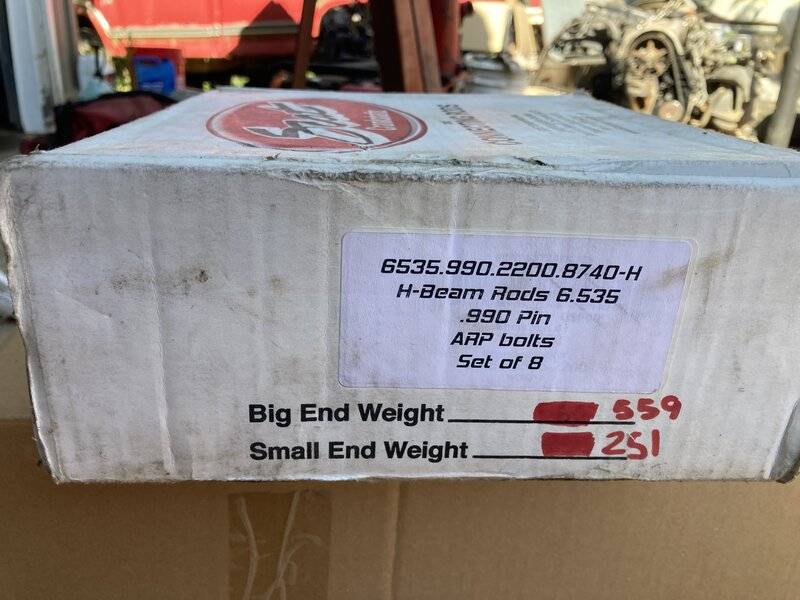 6535.990.2200.8740-H
H-Beam Rods 6.535
.990 Pin
ARP bolts
Set of 8
Big End Weight 559
Small End Weight 251